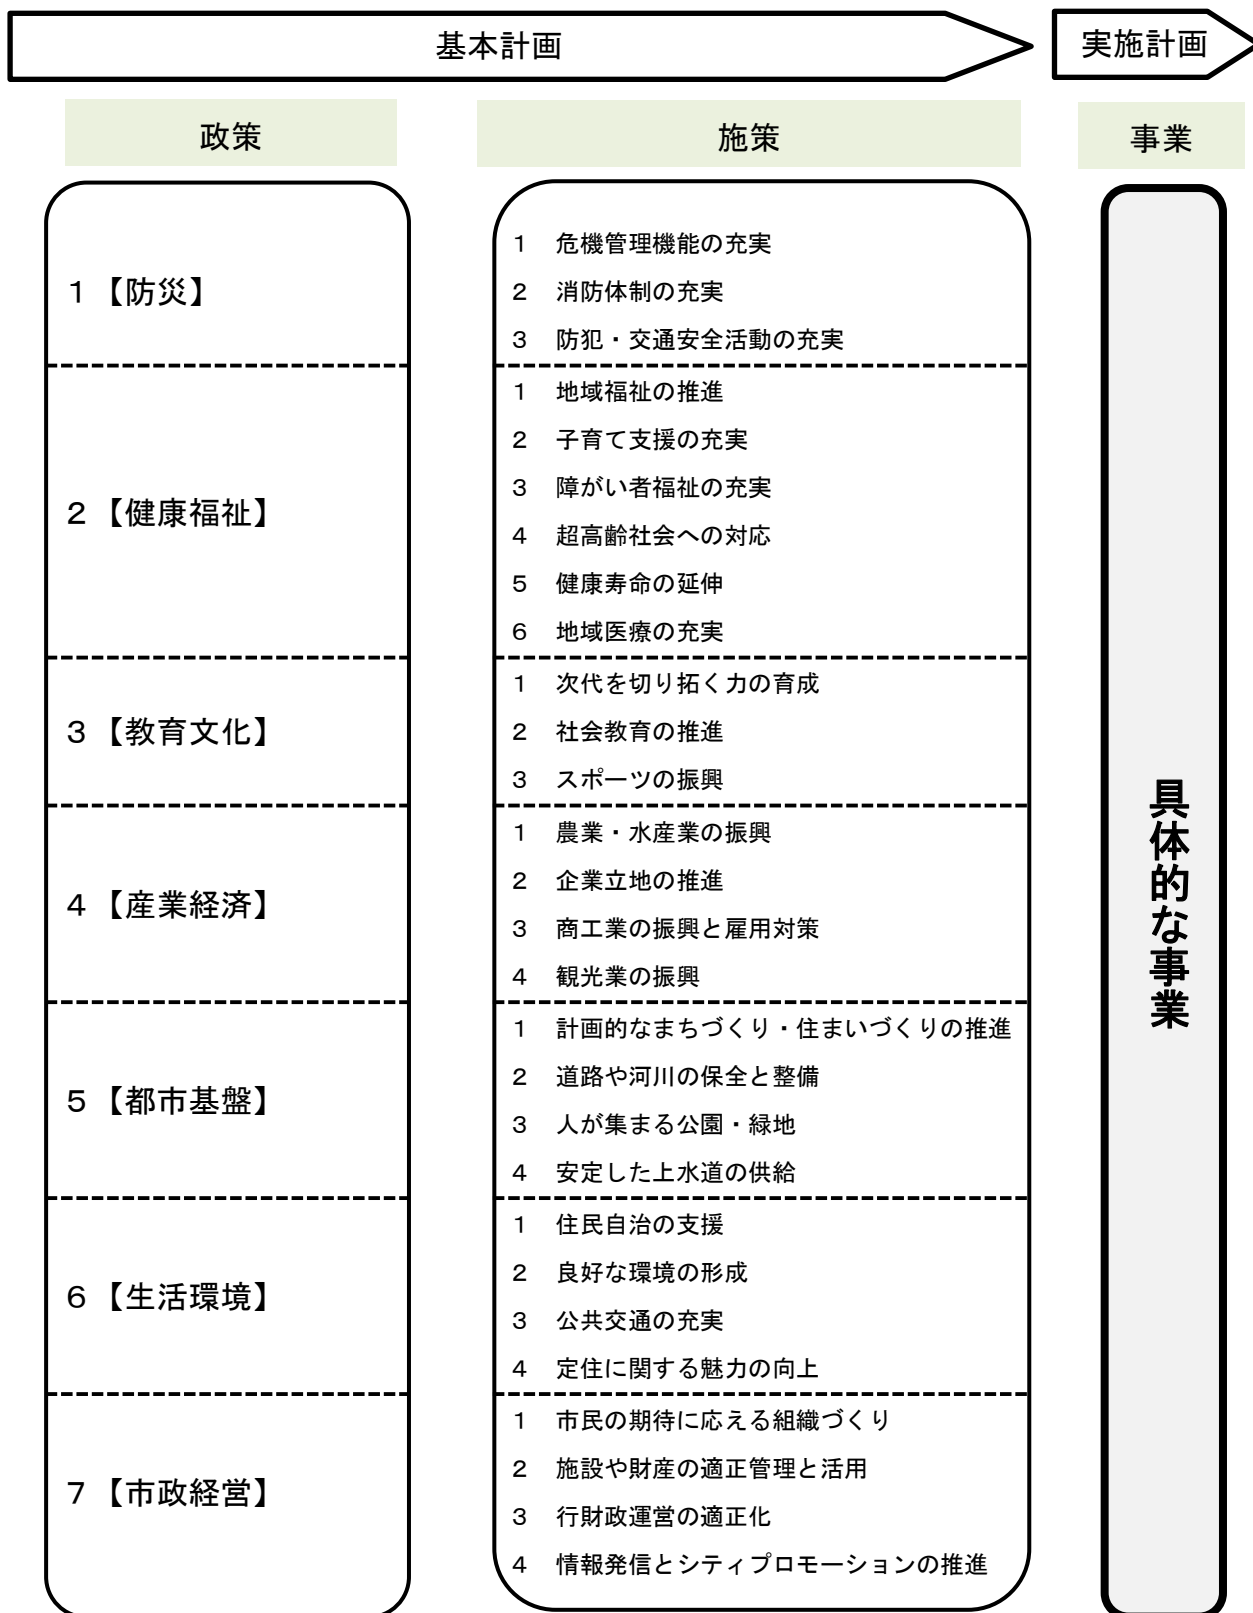 基本計画
実施計画
政策
施策
事業
1【防災】
1 危機管理機能の充実
2 消防体制の充実
3 防犯・交通安全活動の充実
2【健康福祉】
1 地域福祉の推進
2 子育て支援の充実
3 障がい者福祉の充実
4 超高齢社会への対応
5 健康寿命の延伸
6 地域医療の充実
3【教育文化】
1 次代を切り拓く力の育成
2 社会教育の推進
3 スポーツの振興
4【産業経済】
1 農業・水産業の振興
2 企業立地の推進
3 商工業の振興と雇用対策
4 観光業の振興
5【都市基盤】
1 計画的なまちづくり・住まいづくりの推進
2 道路や河川の保全と整備
3 人が集まる公園・緑地
4 安定した上水道の供給
6【生活環境】
1 住民自治の支援
2 良好な環境の形成
3 公共交通の充実
4 定住に関する魅力の向上
7【市政経営】
1 市民の期待に応える組織づくり
2 施設や財産の適正管理と活用
3 行財政運営の適正化
4 情報発信とシティプロモーションの推進
具体的な事業